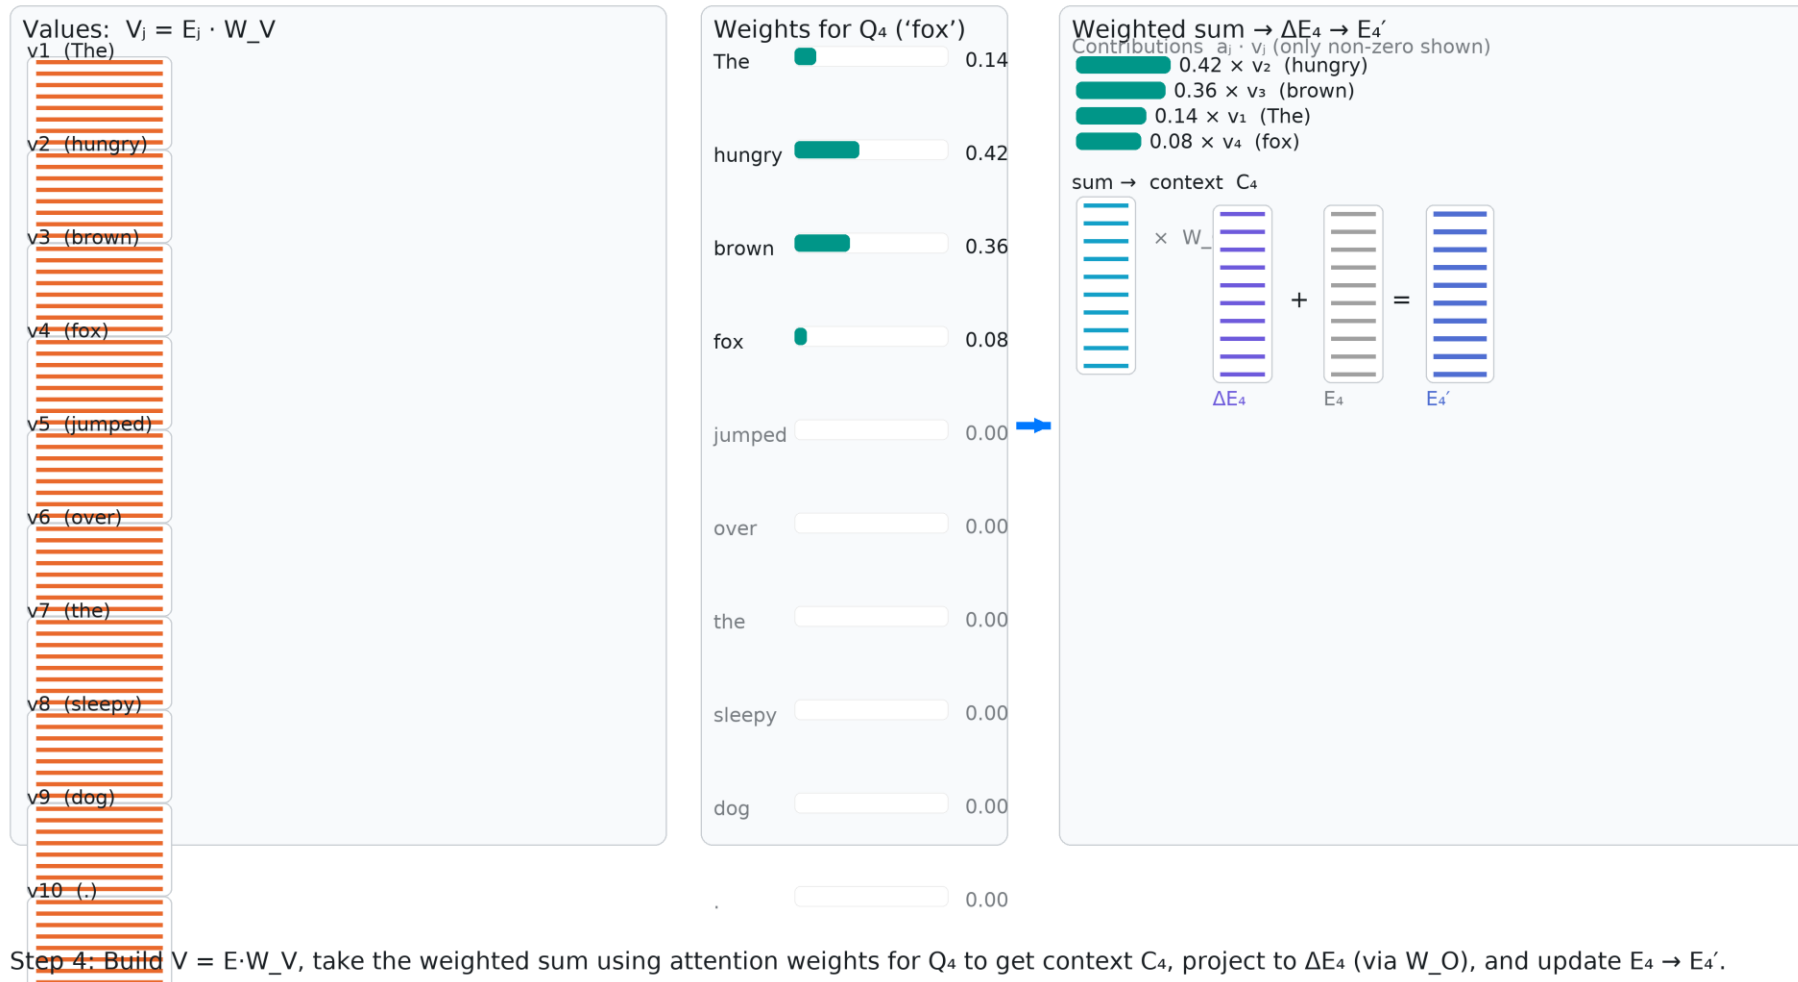 Values:  Vⱼ = Eⱼ · W_V
v1  (The)
v2  (hungry)
v3  (brown)
v4  (fox)
v5  (jumped)
v6  (over)
v7  (the)
v8  (sleepy)
v9  (dog)
v10  (.)
Weights for Q₄ (‘fox’)
The 0.14
hungry 0.42
brown 0.36
fox 0.08
jumped 0.00
over 0.00
the 0.00
sleepy 0.00
dog 0.00
. 0.00
Weighted sum → ΔE₄ → E₄′
Contributions  aⱼ · vⱼ (only non-zero shown)
0.42 × v₂  (hungry)
0.36 × v₃  (brown)
0.14 × v₁  (The)
0.08 × v₄  (fox)
sum →  context  C₄
×  W_
+ =
ΔE₄ E₄ E₄′
Step 4: Build V = E·W_V, take the weighted sum using attention weights for Q₄ to get context C₄, project to ΔE₄ (via W_O), and update E₄ → E₄′.